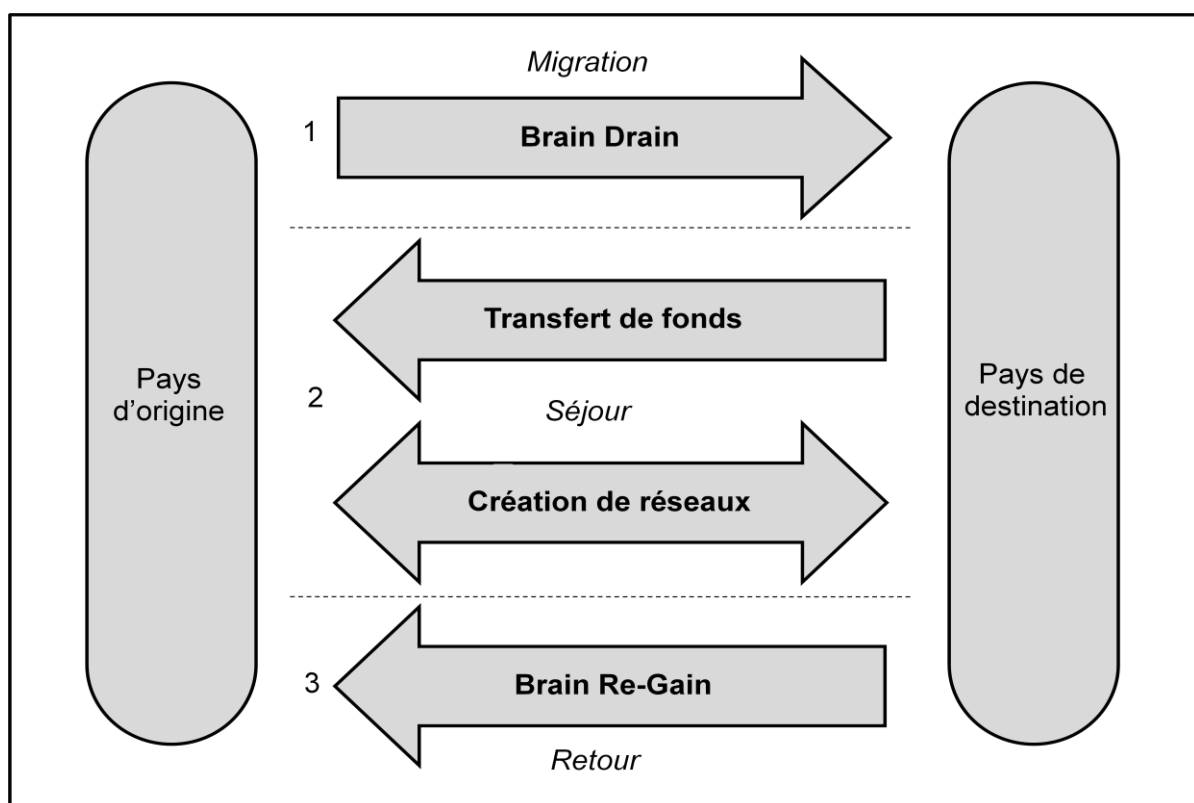 Migration
1
Brain Drain
Transfert de fonds
Pays
d’origine
2
Séjour
Pays de
destination
Création de réseaux
3
Brain Re-Gain
Retour